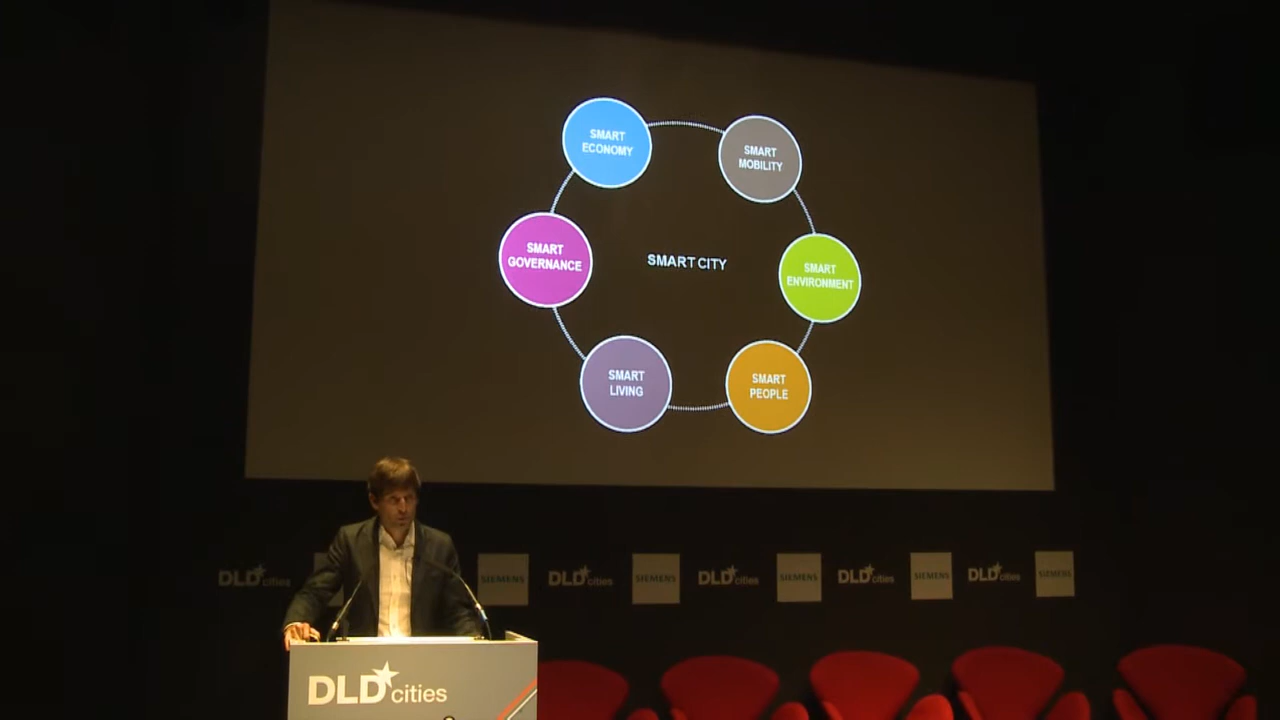 SMART
ECONOMY
SMART
MOBILITY
SMART
GOVERNANCE
SMART CITY
SMART
ENVIRONMENT
SMART
LIVING
SMART
PEOPLE
DLD cities
SIEMENS
DLD cities
SIEMENS
DLD cities
SIEMENS
DLD cities
SIEMENS
DLD cities
SIEMENS
DLD cities